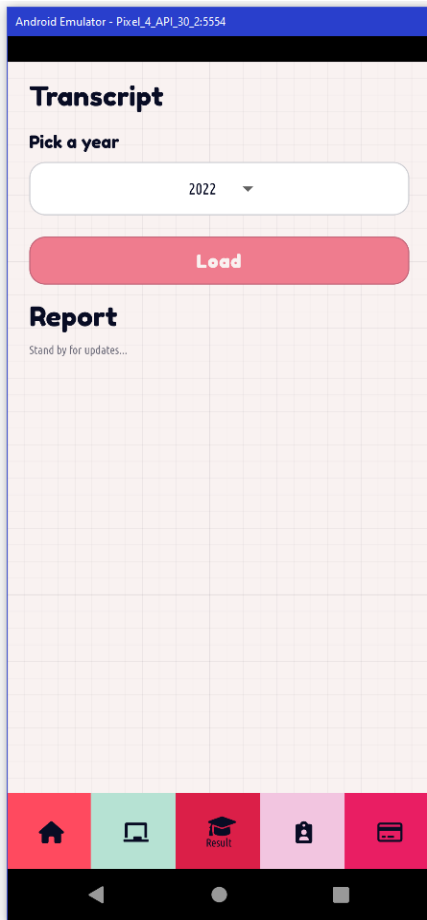 Android Emulator - Pixel_4_API_30_2:5554
Transcript
Pick a year
2022
Load
Report
Stand by for updates...
Result